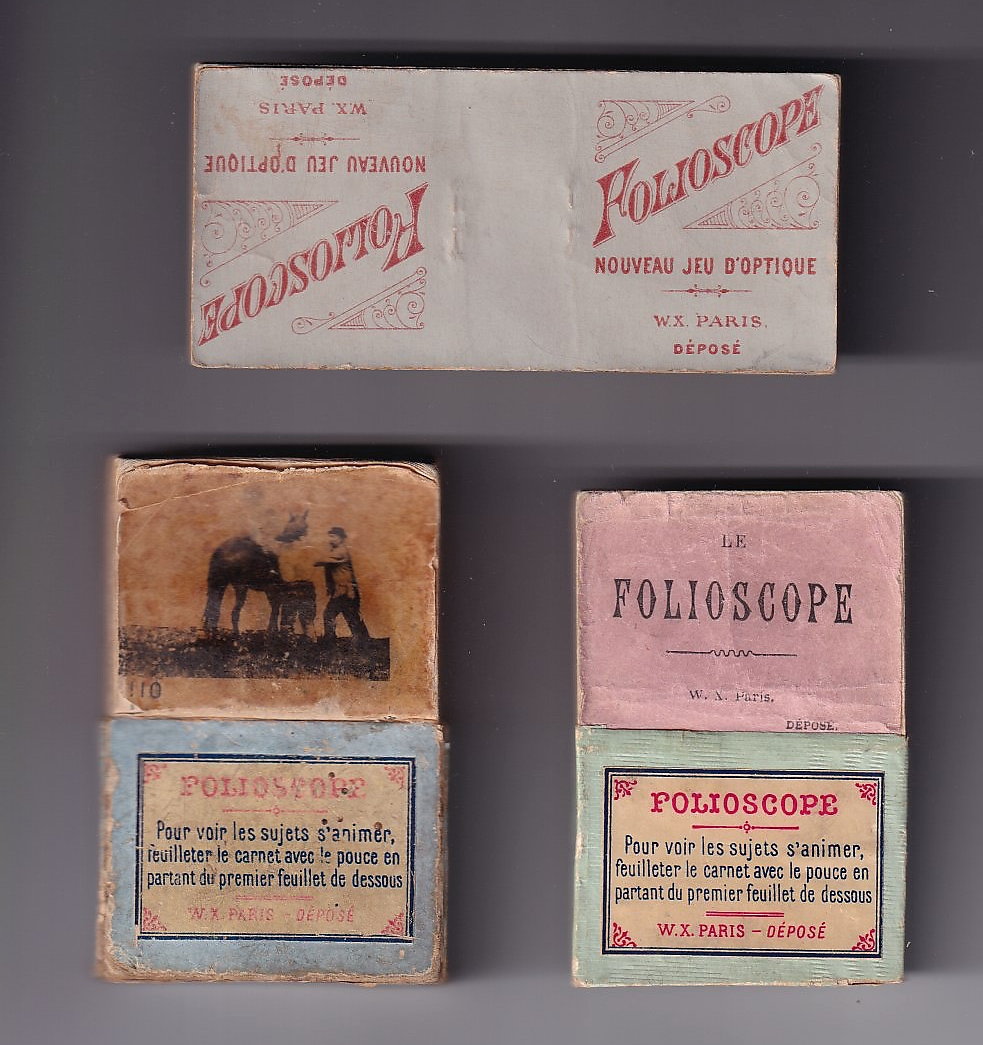 FOLIOSCOPE
NOUVEAU JEU D'OPTIQUE
W.X. PARIS
DÉPOSÉ
FOLIOSCOPE
NOUVEAU JEU D'OPTIQUE
W.X. PARIS.
DÉPOSÉ
110
FOLIOSCOPE
Pour voir les sujets s'animer,
feuilleter le carnet avec le pouce en
partant du premier feuillet de dessous
W.X. PARIS - DÉPOSÉ
LE
FOLIOSCOPE
W. X. Paris.
DÉPOSÉ.
FOLIOSCOPE
Pour voir les sujets s'animer,
feuilleter le carnet avec le pouce en
partant du premier feuillet de dessous
W.X. PARIS - DÉPOSÉ